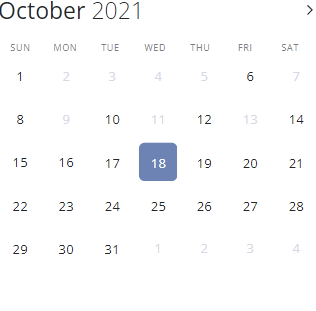 October 2021 >
SUN MON TUE WED THU FRI SAT
1 2 3 4 5 6 7
8 9 10 11 12 13 14
15 16 17 18 19 20 21
22 23 24 25 26 27 28
29 30 31 1 2 3 4